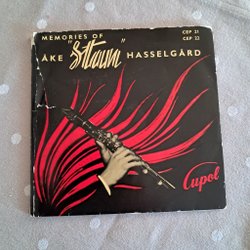 MEMORIES OF
CEP 21
CEP 22
ÅKE "Stan" HASSELGÅRD
Cupol